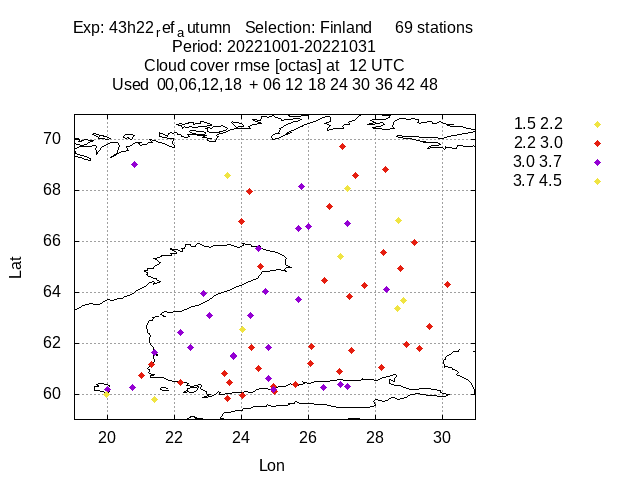 Exp: 43h22ref_autumn Selection: Finland 69 stations
Period: 20221001-20221031
Cloud cover rmse [octas] at 12 UTC
Used 00,06,12,18 + 06 12 18 24 30 36 42 48
1.5 2.2
2.2 3.0
3.0 3.7
3.7 4.5
70
68
66
64
62
60
Lat
20 22 24 26 28 30
Lon